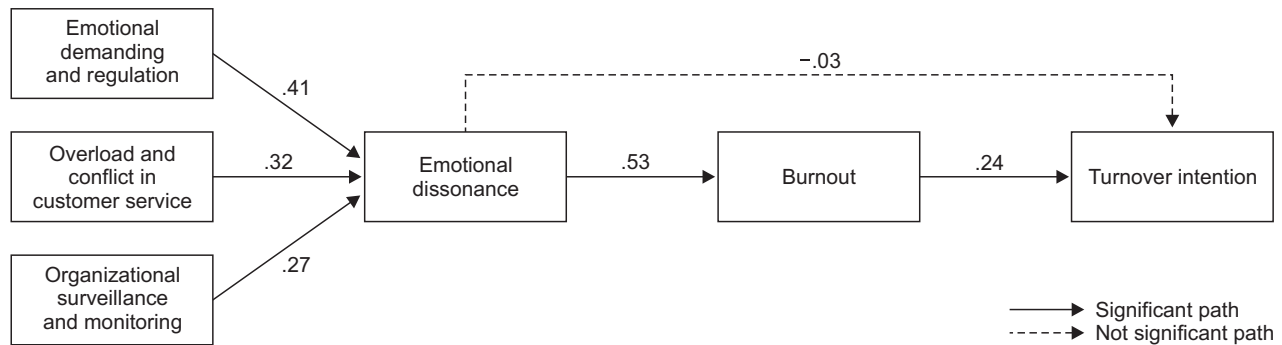 Emotional
demanding
and regulation
−.03
.41
Overload and
conflict in
customer service
.32
Emotional
dissonance
.53
Burnout
.24
Turnover intention
.27
Organizational
surveillance
and monitoring
Significant path
Not significant path